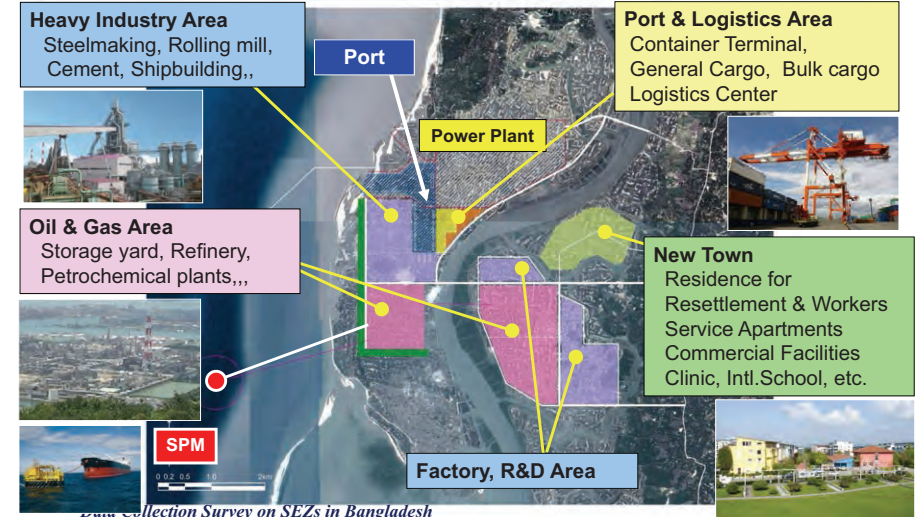 Heavy Industry Area
Steelmaking, Rolling mill,
Cement, Shipbuilding,,
Port
Port & Logistics Area
Container Terminal,
General Cargo, Bulk cargo
Logistics Center
Power Plant
Oil & Gas Area
Storage yard, Refinery,
Petrochemical plants,,,
New Town
Residence for
Resettlement & Workers
Service Apartments
Commercial Facilities
Clinic, Intl.School, etc.
SPM
Factory, R&D Area
0 0.2 0.5 1.0 2km
Data Collection Survey on SEZs in Bangladesh